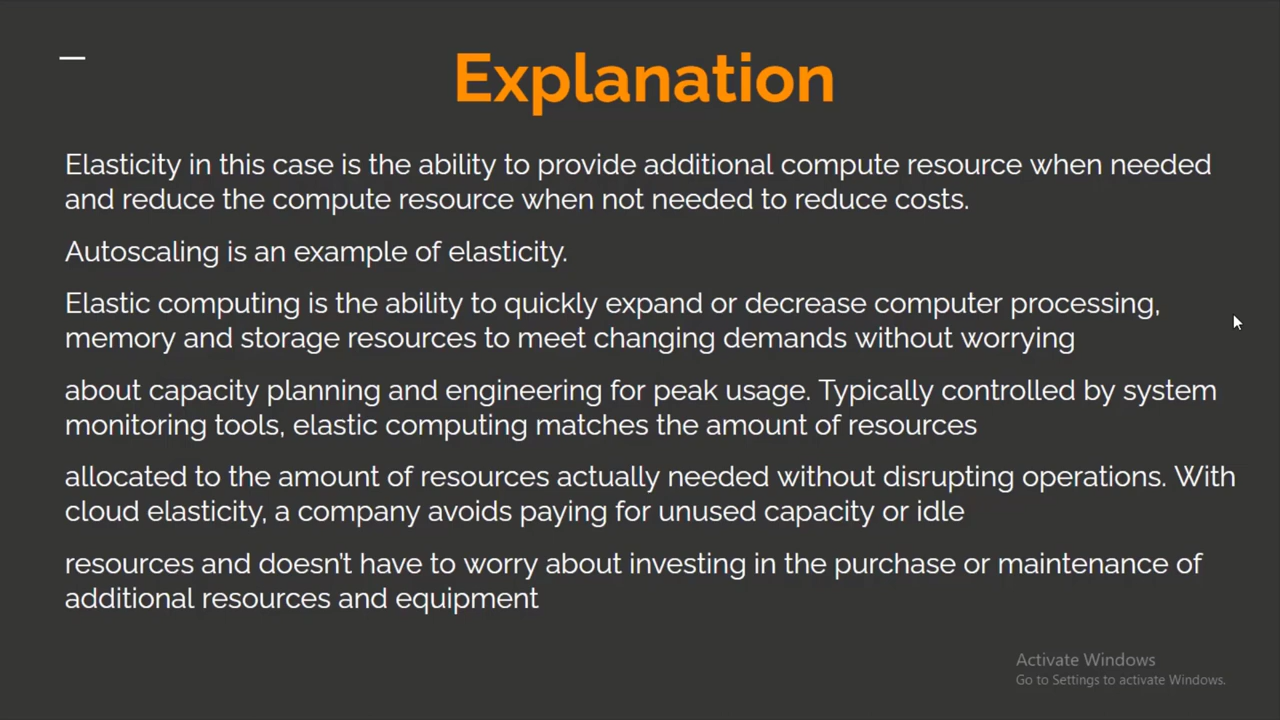 Explanation
Elasticity in this case is the ability to provide additional compute resource when needed
and reduce the compute resource when not needed to reduce costs.
Autoscaling is an example of elasticity.
Elastic computing is the ability to quickly expand or decrease computer processing,
memory and storage resources to meet changing demands without worrying
about capacity planning and engineering for peak usage. Typically controlled by system
monitoring tools, elastic computing matches the amount of resources
allocated to the amount of resources actually needed without disrupting operations. With
cloud elasticity, a company avoids paying for unused capacity or idle
resources and doesn’t have to worry about investing in the purchase or maintenance of
additional resources and equipment
Activate Windows
Go to Settings to activate Windows.